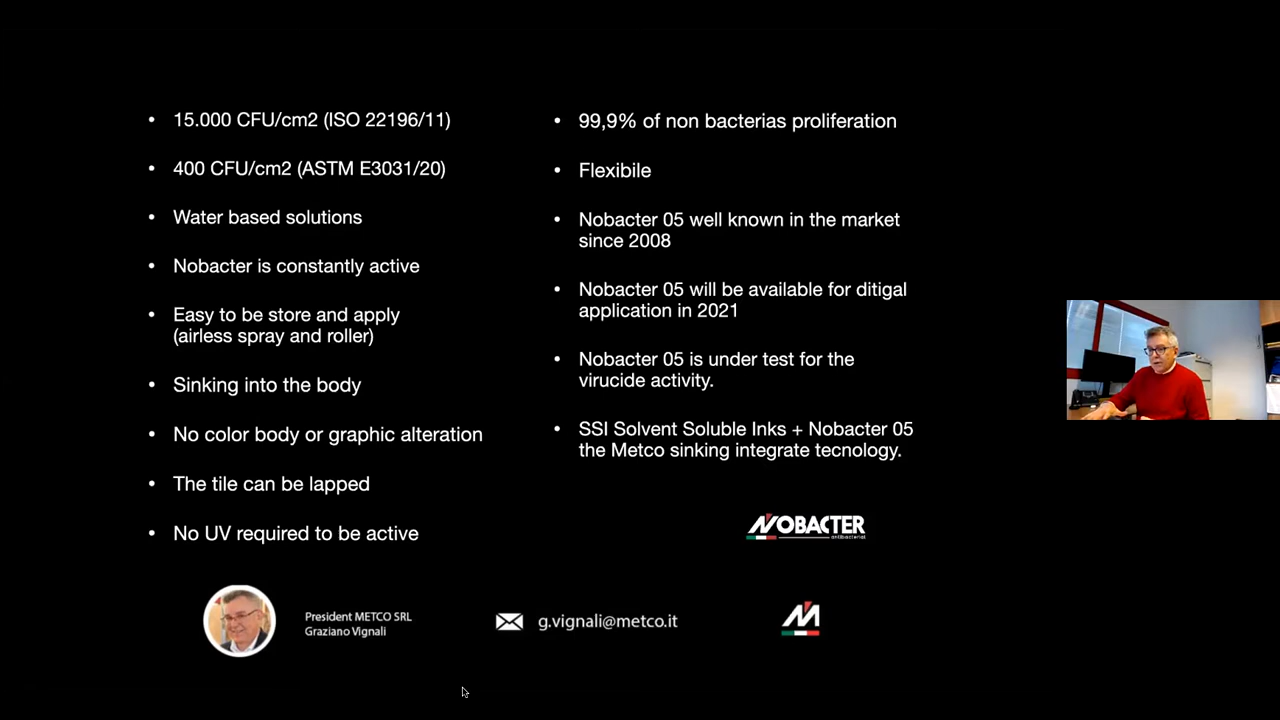 • 15.000 CFU/cm2 (ISO 22196/11)
• 400 CFU/cm2 (ASTM E3031/20)
• Water based solutions
• Nobacter is constantly active
• Easy to be store and apply
(airless spray and roller)
• Sinking into the body
• No color body or graphic alteration
• The tile can be lapped
• No UV required to be active
• 99,9% of non bacterias proliferation
• Flexibile
• Nobacter 05 well known in the market
since 2008
• Nobacter 05 will be available for ditigal
application in 2021
• Nobacter 05 is under test for the
virucide activity.
• SSI Solvent Soluble Inks + Nobacter 05
the Metco sinking integrate tecnology.
NOBACTER
antibacterial
President METCO SRL
Graziano Vignali
g.vignali@metco.it
M